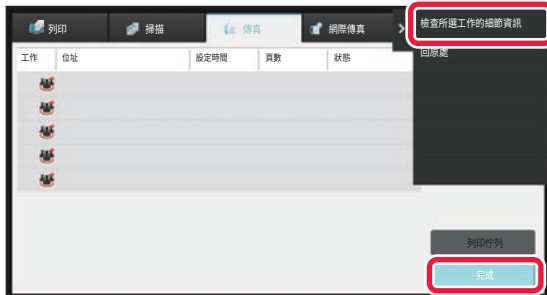 列印
掃描
傳真
網際傳真
檢查所選工作的細節資訊
工作
位址
設定時間
頁數
狀態
回原處
列印佇列
完成